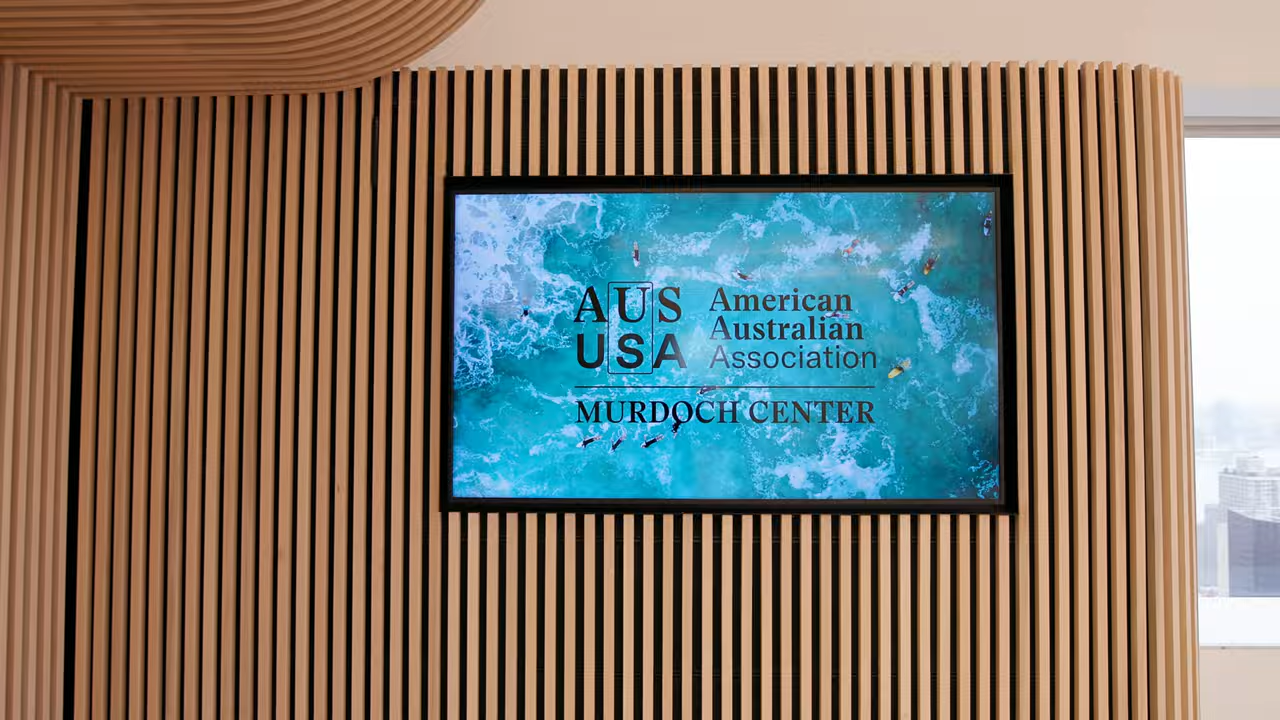 AUS
USA
American
Australian
Association
MURDOCH CENTER